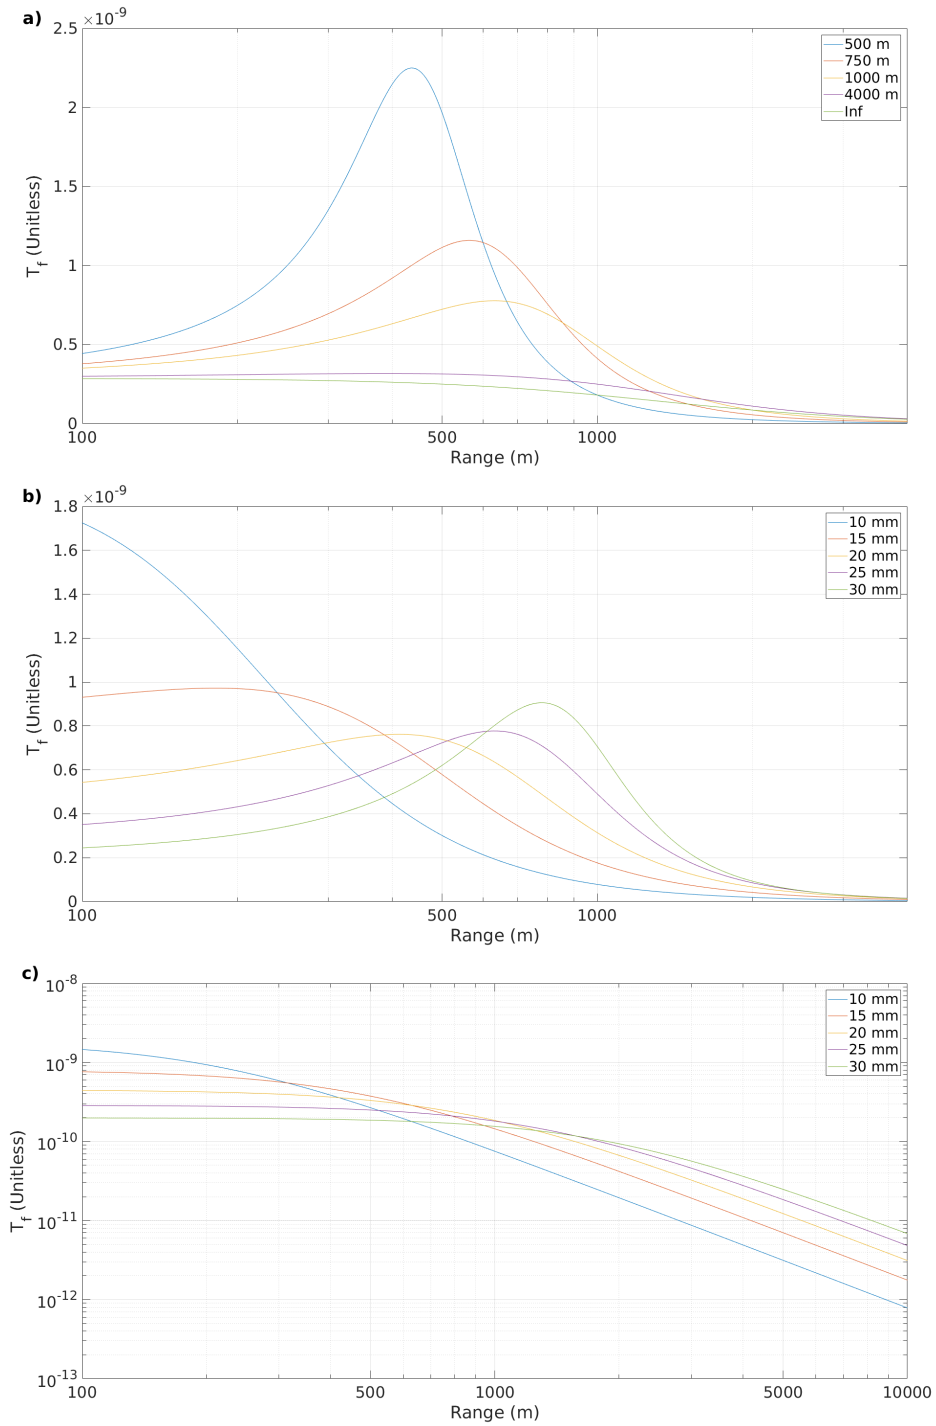 a)
×10-9
2.5
2
1.5
1
0.5
0
T_f (Unitless)
500 m
750 m
1000 m
4000 m
Inf
100 500 1000
Range (m)
b)
×10-9
1.8
1.6
1.4
1.2
1
0.8
0.6
0.4
0.2
0
T_f (Unitless)
10 mm
15 mm
20 mm
25 mm
30 mm
100 500 1000
Range (m)
c)
10-8
10-9
10-10
10-11
10-12
10-13
T_f (Unitless)
10 mm
15 mm
20 mm
25 mm
30 mm
100 500 1000 5000 10000
Range (m)